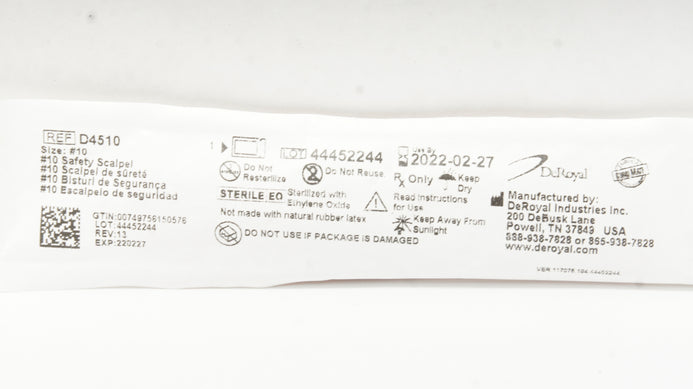 REF D4510
Size: #10
#10 Safety Scalpel
#10 Scalpel de sûreté
#10 Bisturi de Segurança
#10 Escalpelo de seguridad
GTIN:00749756150576
LOT:44452244
REV:13
EXP:220227
1
LOT 44452244
Do Not Resterilize
Do Not Reuse
STERILE EO
Sterilized with Ethylene Oxide
Not made with natural rubber latex
DO NOT USE IF PACKAGE IS DAMAGED
Use By
2022-02-27
Rx Only
Keep Dry
Read Instructions for Use
Keep Away From Sunlight
DeRoyal
Manufactured by:
DeRoyal Industries Inc.
200 DeBusk Lane
Powell, TN 37849 USA
888-938-7828 or 865-938-7828
www.deroyal.com